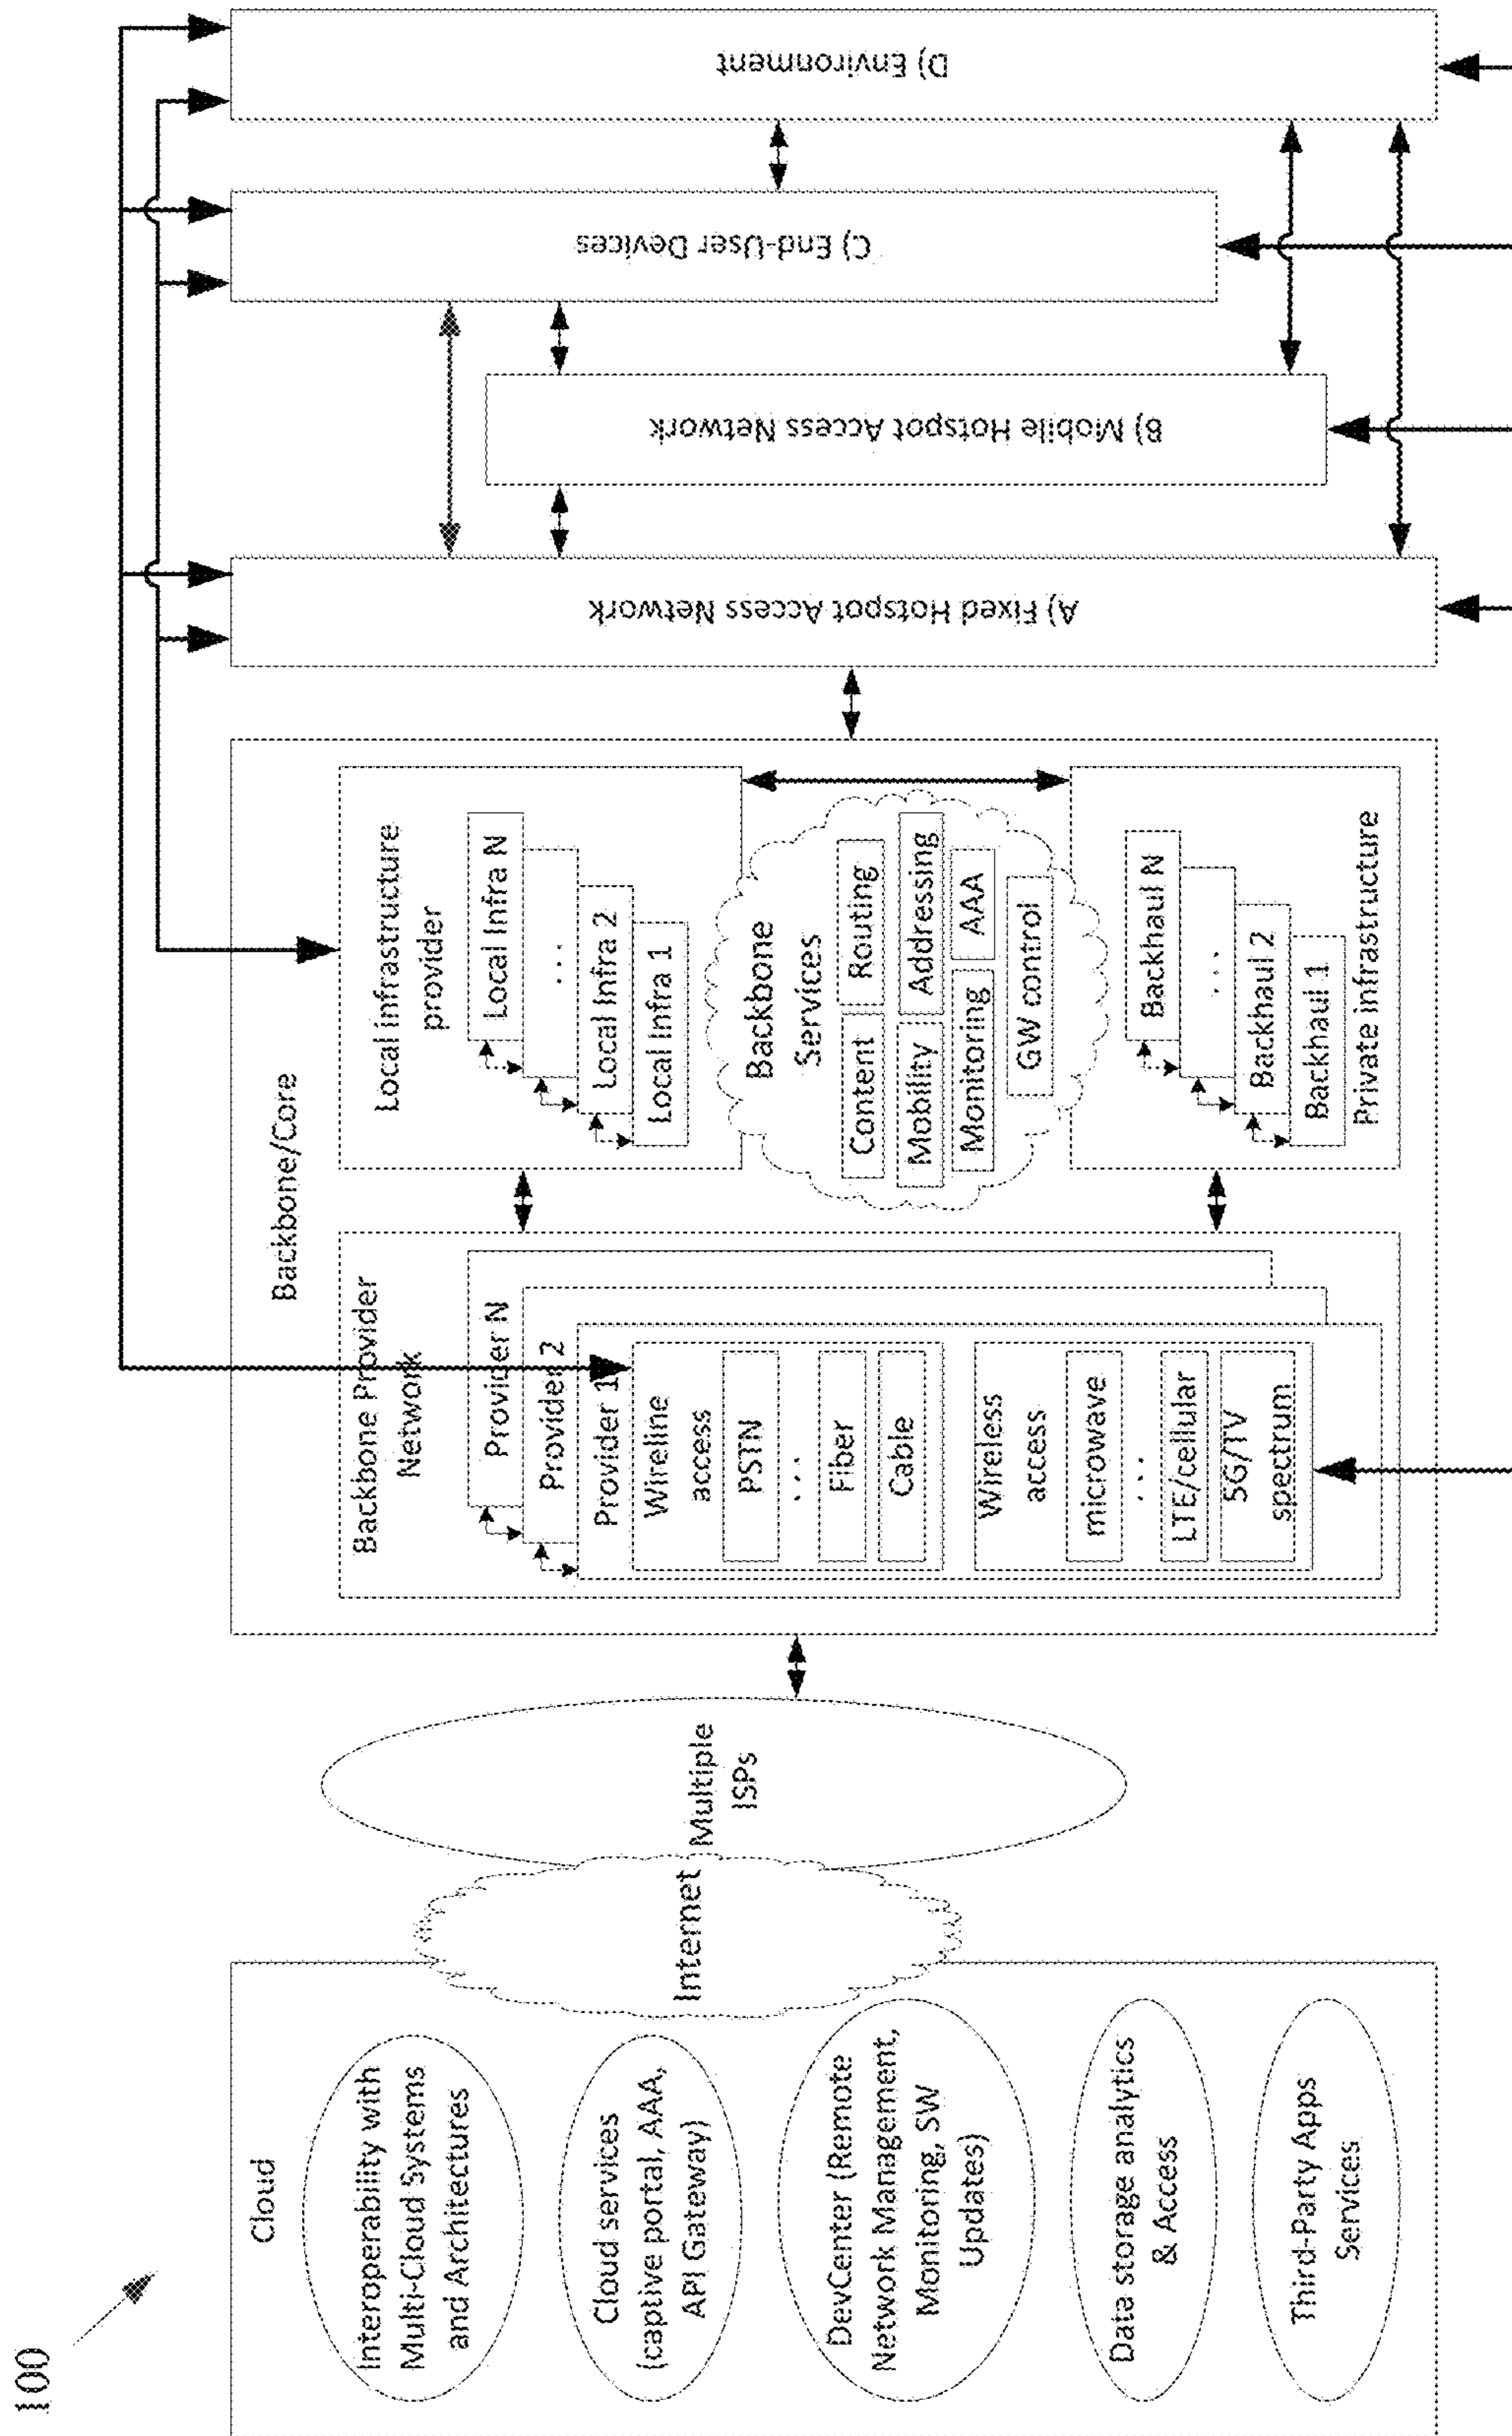 100
Cloud
Interoperability with
Multi-Cloud Systems
and Architectures
Cloud services
(captive portal, AAA,
API Gateway)
DevCenter (Remote
Network Management,
Monitoring, SW
Updates)
Data storage analytics
& Access
Third-Party Apps
Services
Internet
Multiple
ISPs
Backbone/Core
Backbone Provider
Network
Provider N
Provider 2
Provider 1
Wireline
access
PSTN
...
Fiber
Cable
Wireless
access
microwave
...
LTE/cellular
5G/TV
spectrum
Local infrastructure
provider
Local Infra N
...
Local Infra 2
Local Infra 1
Backbone
Services
Content
Routing
Mobility
Addressing
Monitoring
AAA
GW control
Backhaul N
...
Backhaul 2
Backhaul 1
Private infrastructure
A) Fixed Hotspot Access Network
B) Mobile Hotspot Access Network
C) End-User Devices
D) Environment